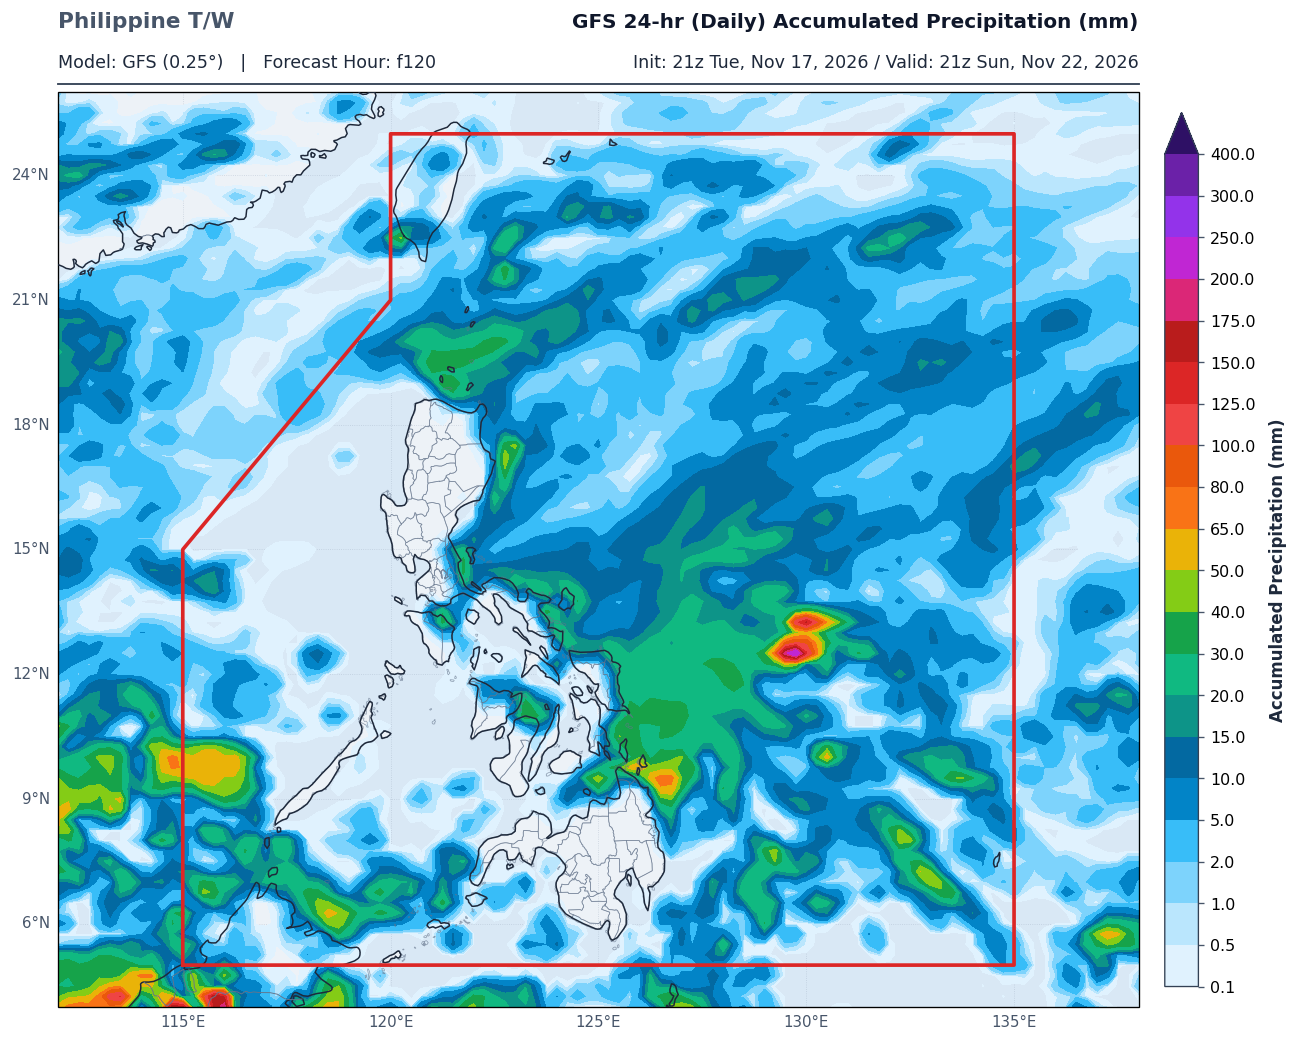 Philippine T/W
GFS 24-hr (Daily) Accumulated Precipitation (mm)
Model: GFS (0.25°) | Forecast Hour: f120
Init: 21z Tue, Nov 17, 2026 / Valid: 21z Sun, Nov 22, 2026
24°N
21°N
18°N
15°N
12°N
9°N
6°N
115°E
120°E
125°E
130°E
135°E
400.0
300.0
250.0
200.0
175.0
150.0
125.0
100.0
80.0
65.0
50.0
40.0
30.0
20.0
15.0
10.0
5.0
2.0
1.0
0.5
0.1
Accumulated Precipitation (mm)